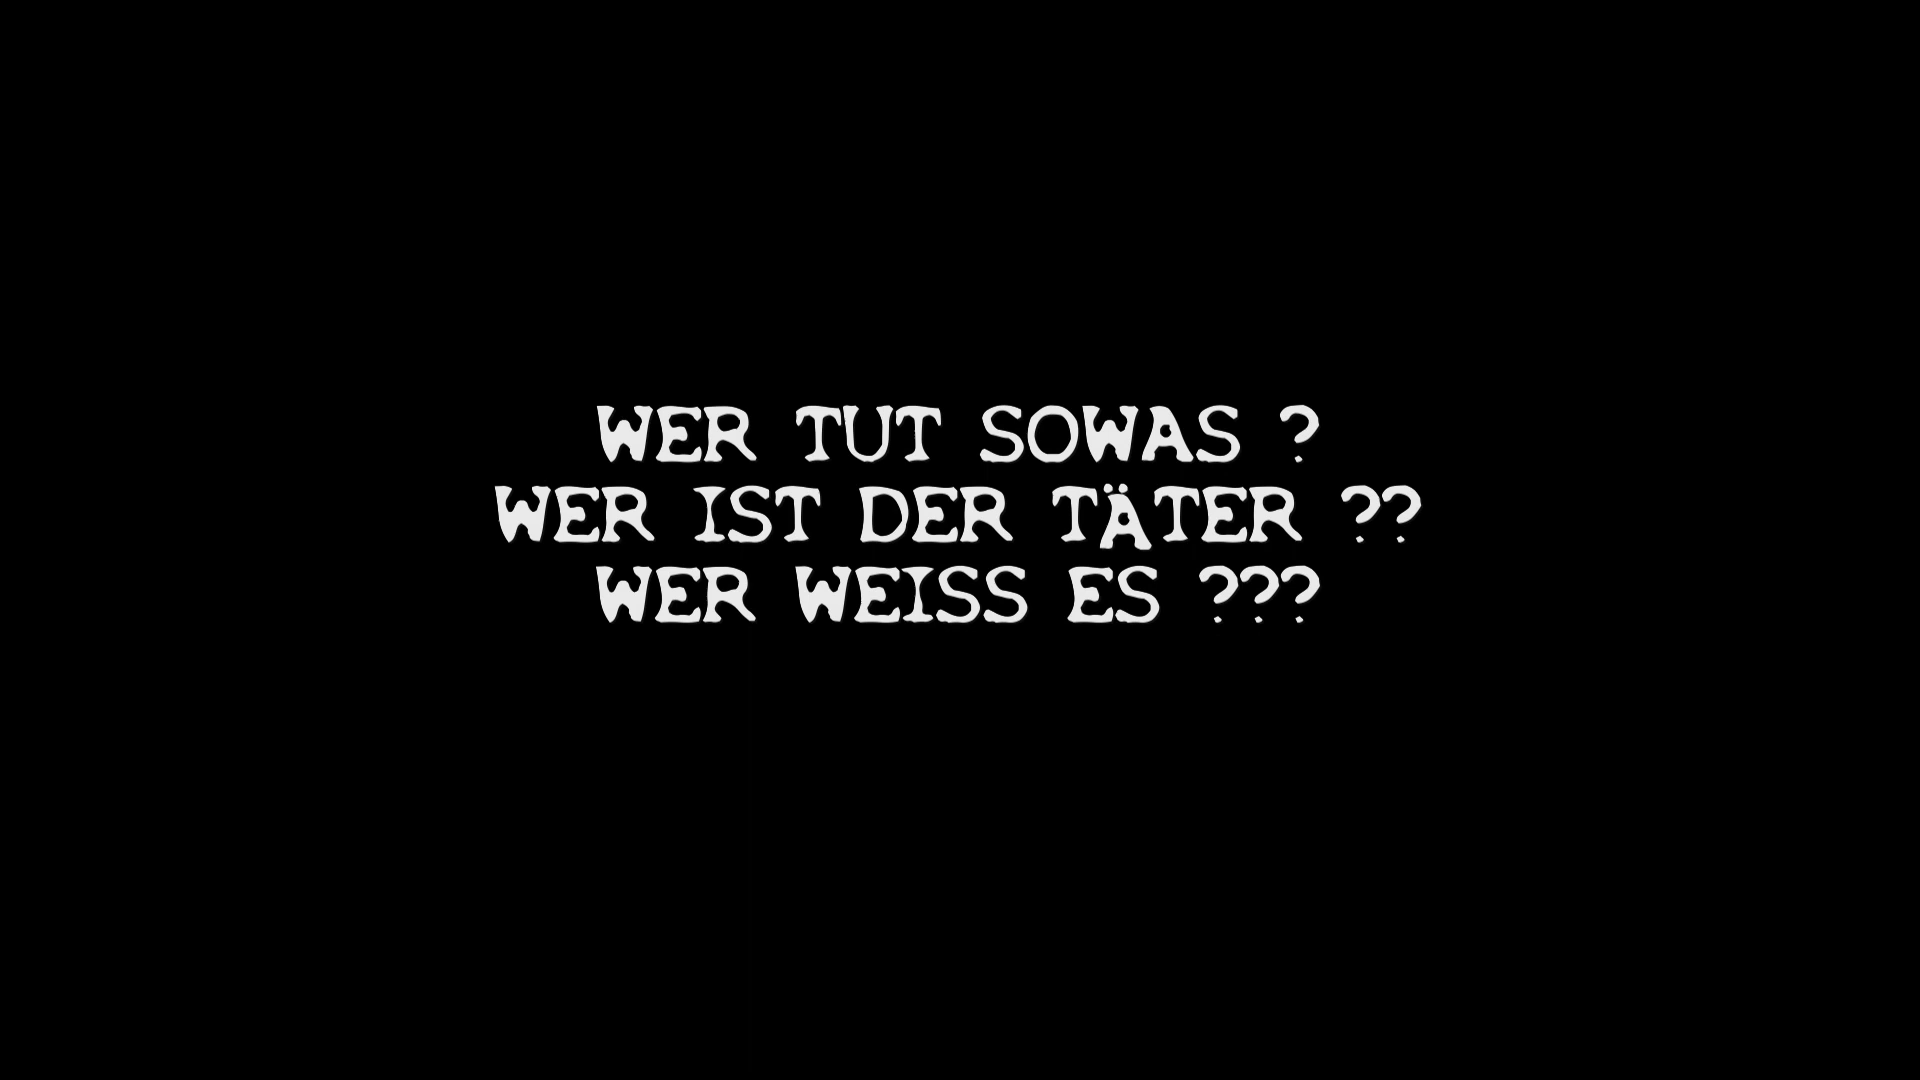 WER TUT SOWAS ?
WER IST DER TÄTER ??
WER WEISS ES ???